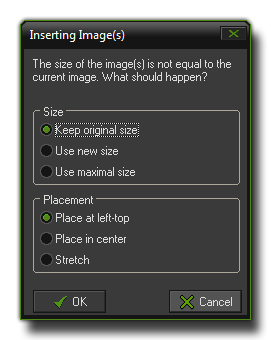 Inserting Image(s)
The size of the image(s) is not equal to the
current image. What should happen?
Size
Keep original size
Use new size
Use maximal size
Placement
Place at left-top
Place in center
Stretch
OK
Cancel